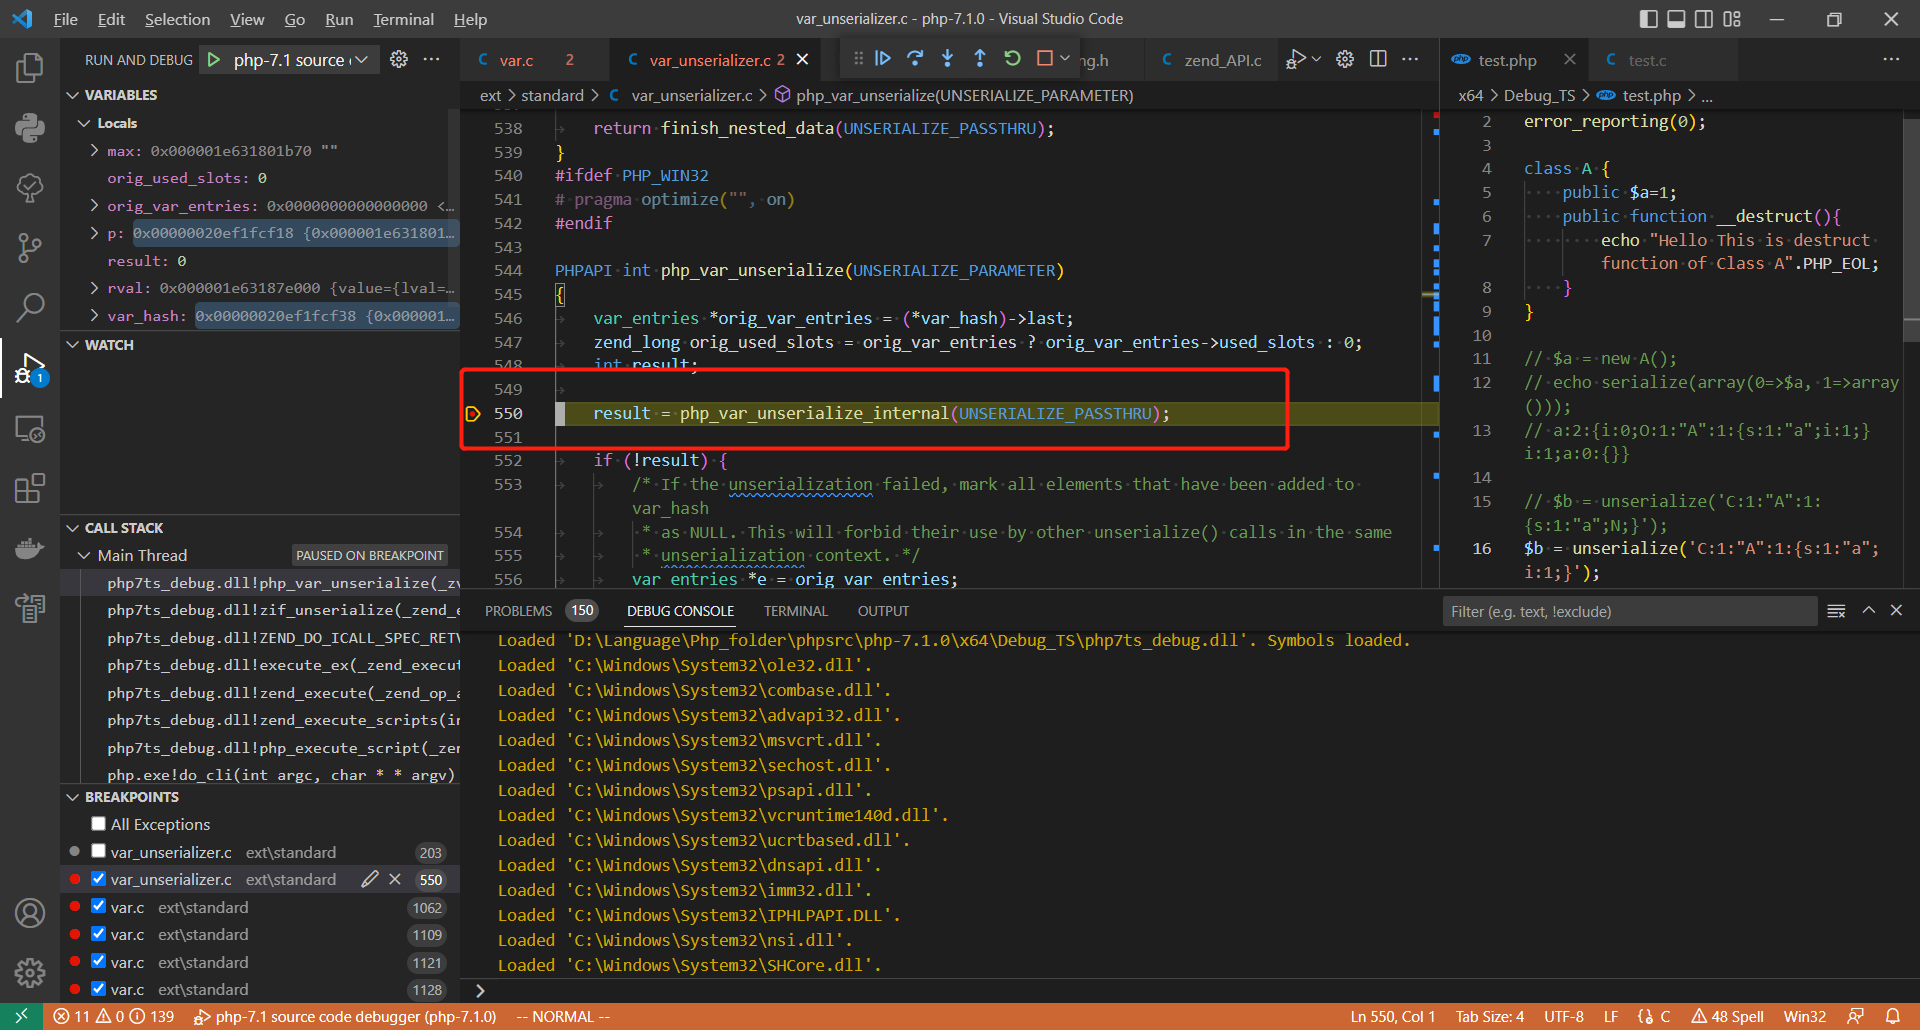 File Edit Selection View Go Run Terminal Help
var_unserializer.c - php-7.1.0 - Visual Studio Code
RUN AND DEBUG
php-7.1 source (
VARIABLES
Locals
max: 0x000001e631801b70 ""
orig_used_slots: 0
orig_var_entries: 0x0000000000000000 <…
p: 0x00000020ef1fcf18 {0x000001e631801…
result: 0
rval: 0x000001e63187e000 {value={lval=…
var_hash: 0x00000020ef1fcf38 {0x000001…
WATCH
CALL STACK
Main Thread PAUSED ON BREAKPOINT
php7ts_debug.dll!php_var_unserialize(_zv
php7ts_debug.dll!zif_unserialize(_zend_e
php7ts_debug.dll!ZEND_DO_ICALL_SPEC_RETV
php7ts_debug.dll!execute_ex(_zend_execut
php7ts_debug.dll!zend_execute(_zend_op_a
php7ts_debug.dll!zend_execute_scripts(in
php7ts_debug.dll!php_execute_script(_zen
php.exe!do_cli(int argc, char * * argv)
BREAKPOINTS
All Exceptions
var_unserializer.c ext\standard 203
var_unserializer.c ext\standard 550
var.c ext\standard 1062
var.c ext\standard 1109
var.c ext\standard 1121
var.c ext\standard 1128
1
C var.c 2
C var_unserializer.c 2
ng.h
C zend_API.c
ext > standard > C var_unserializer.c > php_var_unserialize(UNSERIALIZE_PARAMETER)
538 return finish_nested_data(UNSERIALIZE_PASSTHRU);
539 }
540 #ifdef PHP_WIN32
541 # pragma optimize("", on)
542 #endif
543
544 PHPAPI int php_var_unserialize(UNSERIALIZE_PARAMETER)
545 {
546 var_entries *orig_var_entries = (*var_hash)->last;
547 zend_long orig_used_slots = orig_var_entries ? orig_var_entries->used_slots : 0;
548 int result;
549
550 result = php_var_unserialize_internal(UNSERIALIZE_PASSTHRU);
551
552 if (!result) {
553 /* If the unserialization failed, mark all elements that have been added to
var_hash
554 * as NULL. This will forbid their use by other unserialize() calls in the same
555 * unserialization context. */
556 var_entries *e = orig_var_entries;
php test.php
C test.c
x64 > Debug_TS > php test.php > ...
2 error_reporting(0);
3
4 class A {
5 public $a=1;
6 public function __destruct(){
7 echo "Hello This is destruct
function of Class A".PHP_EOL;
8 }
9 }
10
11 // $a = new A();
12 // echo serialize(array(0=>$a, 1=>array
()));
13 // a:2:{i:0;O:1:"A":1:{s:1:"a";i:1;}
i:1;a:0:{}}
14
15 // $b = unserialize('C:1:"A":1:
{s:1:"a";N;}');
16 $b = unserialize('C:1:"A":1:{s:1:"a";
i:1;}');
PROBLEMS 150 DEBUG CONSOLE TERMINAL OUTPUT
Filter (e.g. text, !exclude)
Loaded 'D:\Language\Php_folder\phpsrc\php-7.1.0\x64\Debug_TS\php7ts_debug.dll'. Symbols loaded.
Loaded 'C:\Windows\System32\ole32.dll'.
Loaded 'C:\Windows\System32\combase.dll'.
Loaded 'C:\Windows\System32\advapi32.dll'.
Loaded 'C:\Windows\System32\msvcrt.dll'.
Loaded 'C:\Windows\System32\sechost.dll'.
Loaded 'C:\Windows\System32\psapi.dll'.
Loaded 'C:\Windows\System32\vcruntime140d.dll'.
Loaded 'C:\Windows\System32\ucrtbased.dll'.
Loaded 'C:\Windows\System32\dnsapi.dll'.
Loaded 'C:\Windows\System32\imm32.dll'.
Loaded 'C:\Windows\System32\IPHLPAPI.DLL'.
Loaded 'C:\Windows\System32\nsi.dll'.
Loaded 'C:\Windows\System32\SHCore.dll'.
>
11 0 139 php-7.1 source code debugger (php-7.1.0) -- NORMAL --
Ln 550, Col 1 Tab Size: 4 UTF-8 LF {} C 48 Spell Win32